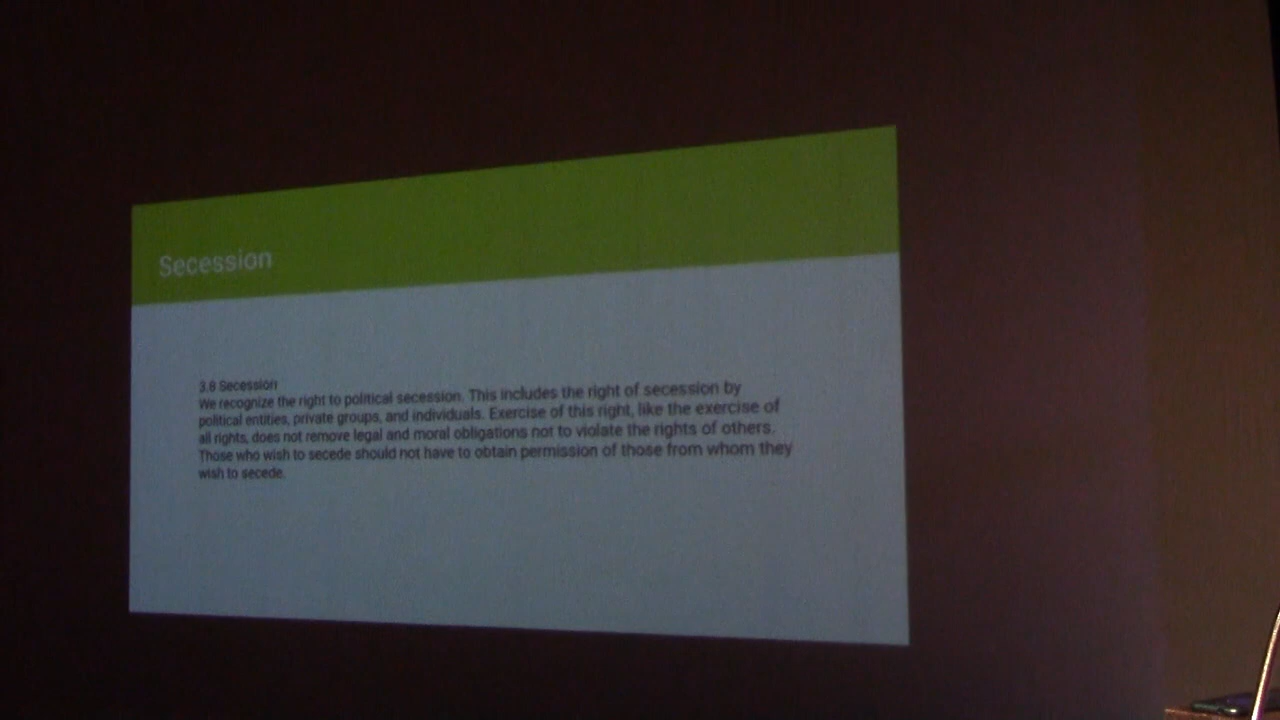 Secession
3.8 Secession
We recognize the right to political secession. This includes the right of secession by
political entities, private groups, and individuals. Exercise of this right, like the exercise of
all rights, does not remove legal and moral obligations not to violate the rights of others.
Those who wish to secede should not have to obtain permission of those from whom they
wish to secede.